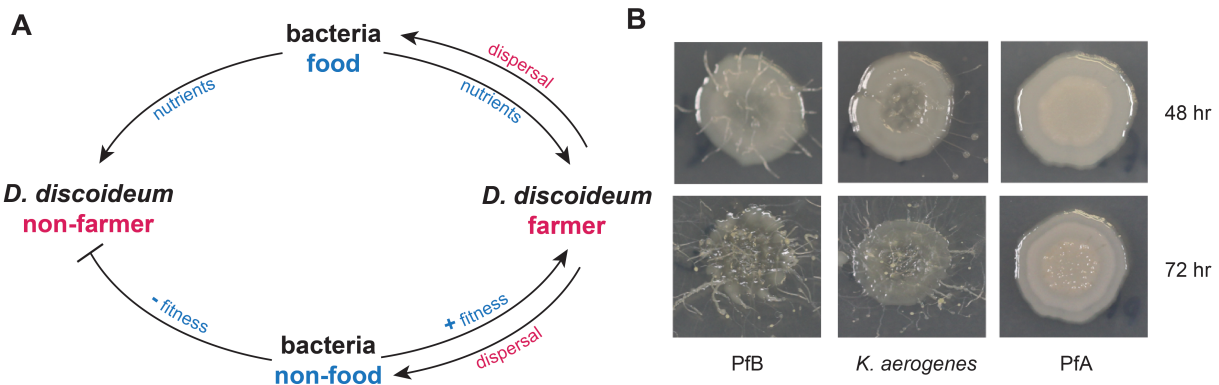 A
bacteria
food
dispersal
nutrients
nutrients
D. discoideum
non-farmer
D. discoideum
farmer
- fitness
+ fitness
dispersal
bacteria
non-food
B
48 hr
72 hr
PfB
K. aerogenes
PfA